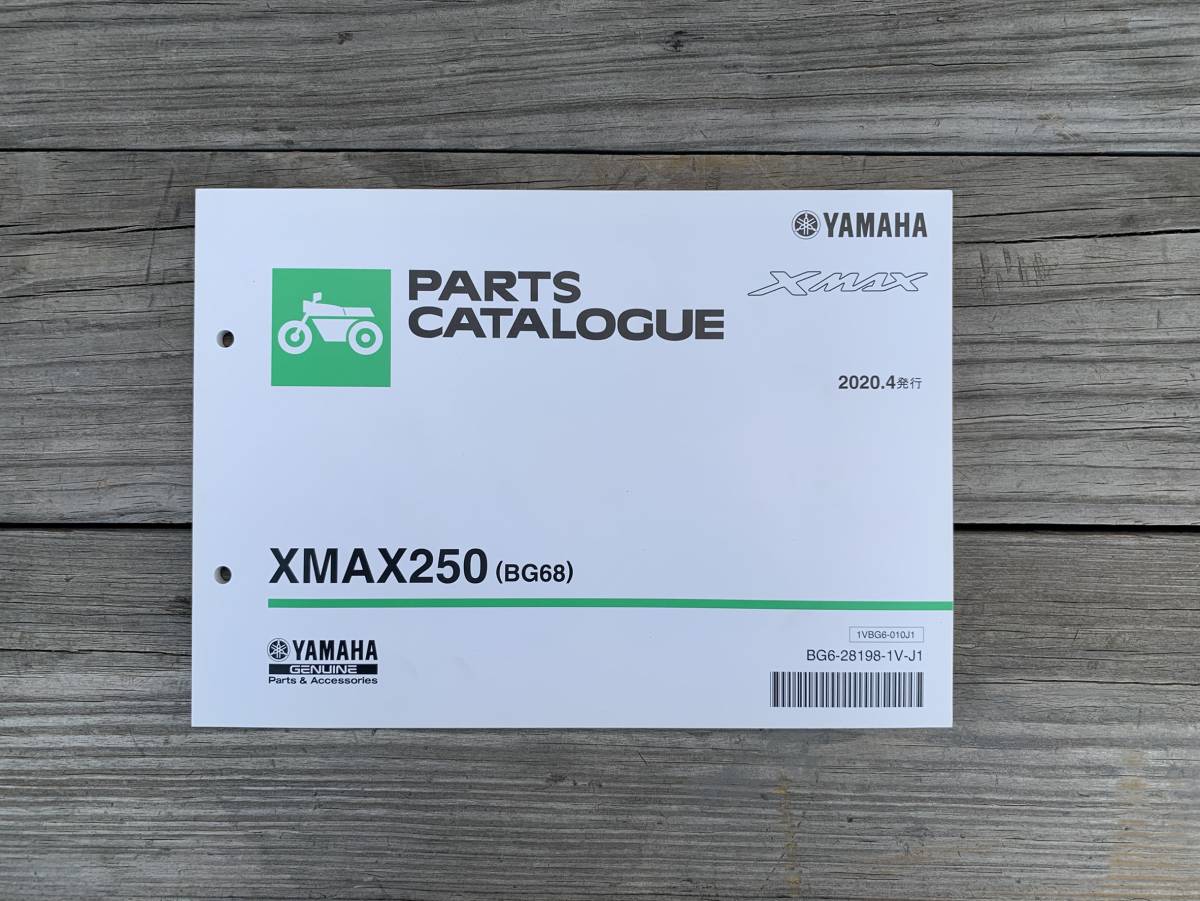 YAMAHA
XMAX
PARTS
CATALOGUE
2020.4発行
XMAX250 (BG68)
YAMAHA
GENUINE
Parts & Accessories
1VBG6-010J1
BG6-28198-1V-J1